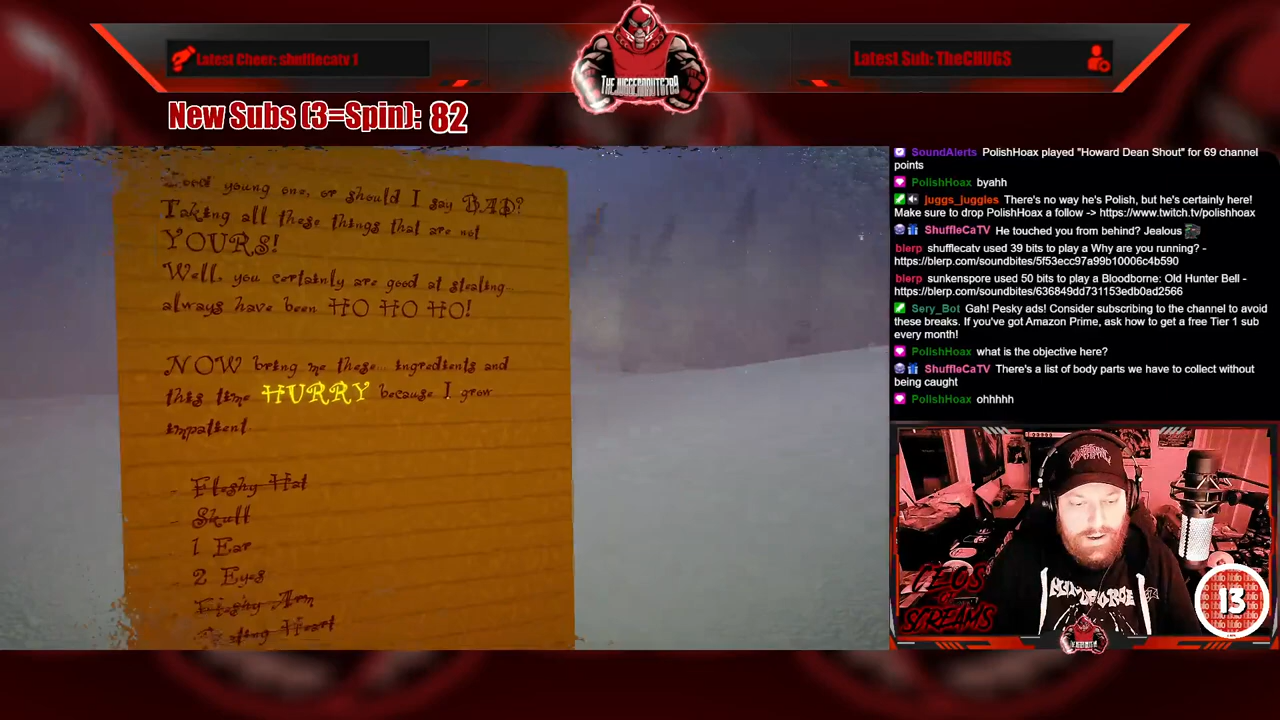 Latest Cheer: shufflecatv 1
THEJUGGERNAUT6789
Latest Sub: TheCHUGS
New Subs (3=Spin): 82
Good young one, or should I say BAD?
Taking all these things that are not
YOURS!
Well, you certainly are good at stealing...
always have been HO HO HO!
NOW bring me these... ingredients and
this time HURRY because I grow
impatient.
- Fleshy Hat
- Skull
1 Ear
2 Eyes
- Fleshy Arm
Beating Heart
SoundAlerts PolishHoax played "Howard Dean Shout" for 69 channel
points
PolishHoax byahh
juggs_juggles There's no way he's Polish, but he's certainly here!
Make sure to drop PolishHoax a follow -> https://www.twitch.tv/polishhoax
ShuffleCaTV He touched you from behind? Jealous
blerp shufflecatv used 39 bits to play a Why are you running? -
https://blerp.com/soundbites/5f53ecc97a99b10006c4b590
blerp sunkenspore used 50 bits to play a Bloodborne: Old Hunter Bell -
https://blerp.com/soundbites/636849dd731153edb0ad2566
Sery_Bot Gah! Pesky ads! Consider subscribing to the channel to avoid
these breaks. If you've got Amazon Prime, ask how to get a free Tier 1 sub
every month!
PolishHoax what is the objective here?
ShuffleCaTV There's a list of body parts we have to collect without
being caught
PolishHoax ohhhhh
SCREAMS
13